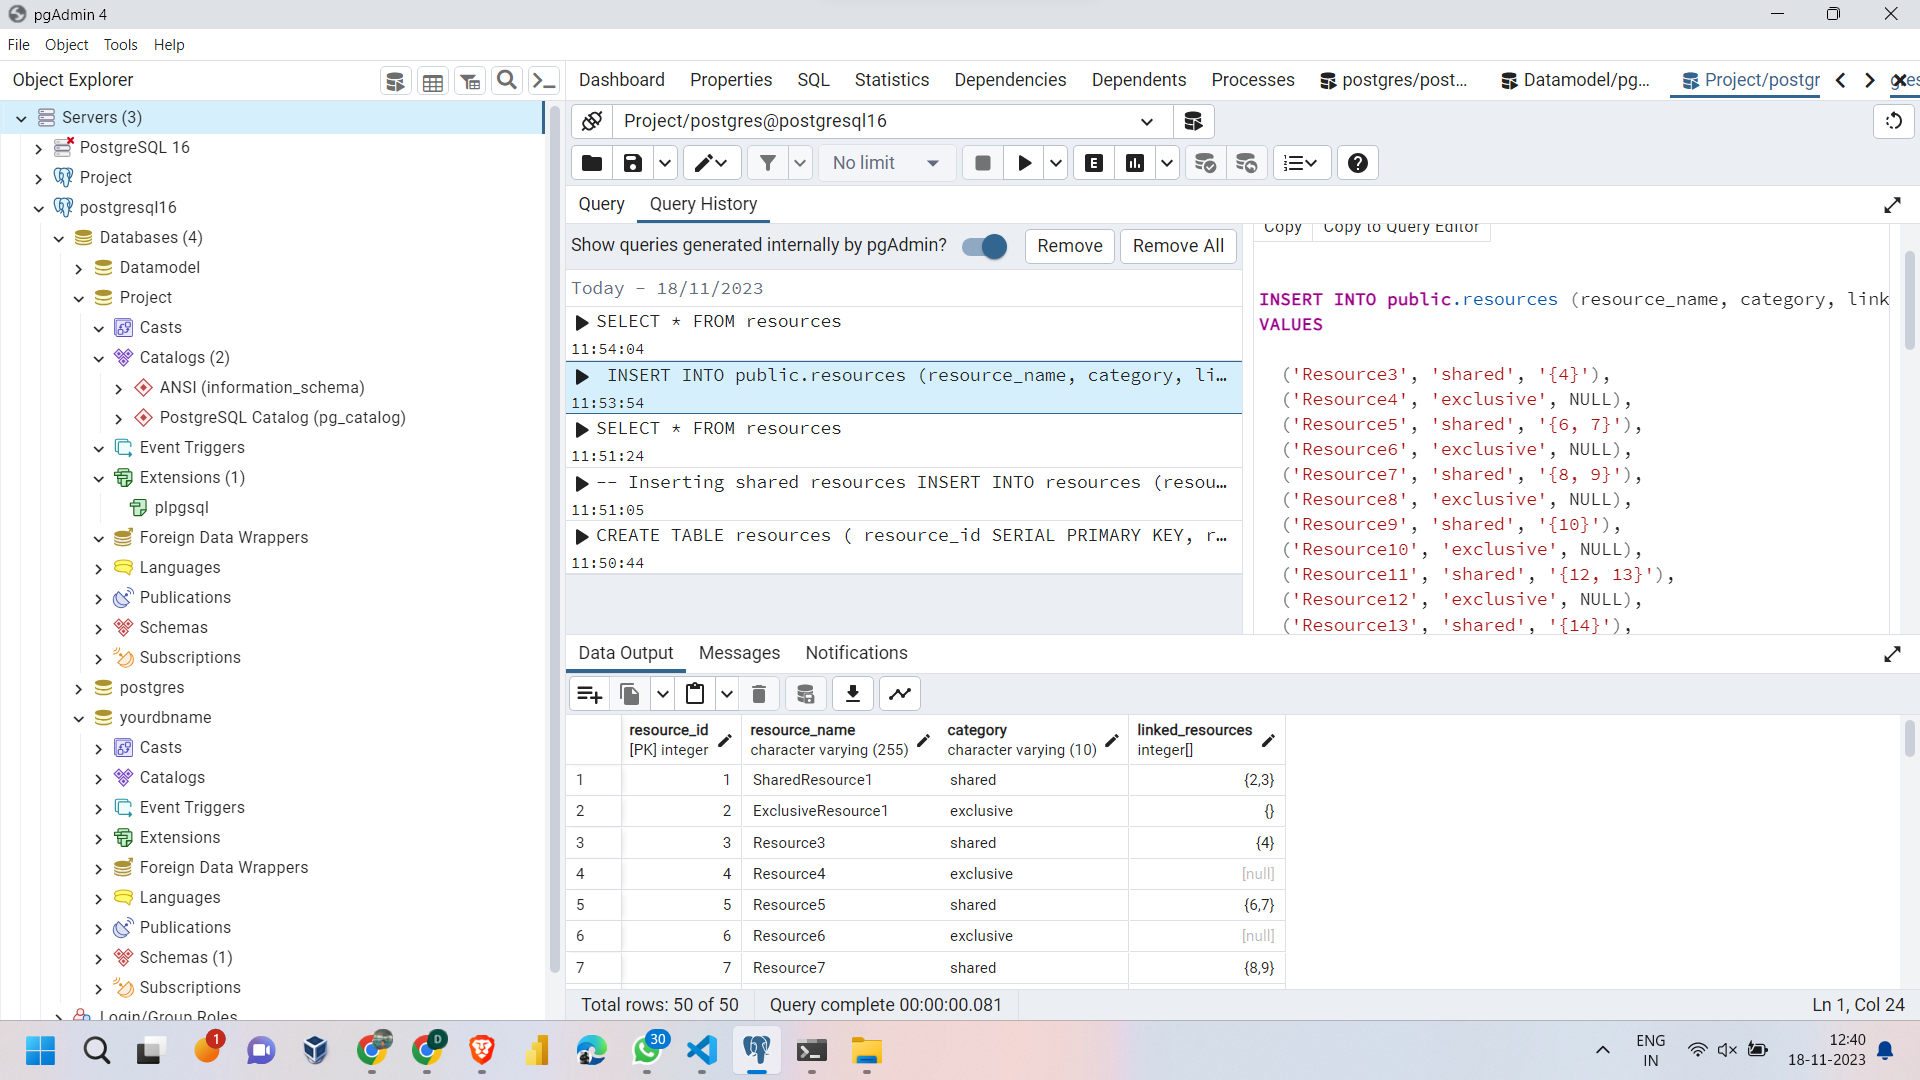 pgAdmin 4
File Object Tools Help
Object Explorer
Dashboard Properties SQL Statistics Dependencies Dependents Processes postgres/post... Datamodel/pg... Project/postgr
Servers (3)
PostgreSQL 16
Project
postgresql16
Databases (4)
Datamodel
Project
Casts
Catalogs (2)
ANSI (information_schema)
PostgreSQL Catalog (pg_catalog)
Event Triggers
Extensions (1)
plpgsql
Foreign Data Wrappers
Languages
Publications
Schemas
Subscriptions
postgres
yourdbname
Casts
Catalogs
Event Triggers
Extensions
Foreign Data Wrappers
Languages
Publications
Schemas (1)
Subscriptions
Login/Group Roles
Project/postgres@postgresql16
No limit
E
Query Query History
Show queries generated internally by pgAdmin? Remove Remove All
Today - 18/11/2023
SELECT * FROM resources
11:54:04
INSERT INTO public.resources (resource_name, category, li...
11:53:54
SELECT * FROM resources
11:51:24
-- Inserting shared resources INSERT INTO resources (resou...
11:51:05
CREATE TABLE resources ( resource_id SERIAL PRIMARY KEY, r...
11:50:44
Copy Copy to Query Editor
INSERT INTO public.resources (resource_name, category, link
VALUES
('Resource3', 'shared', '{4}'),
('Resource4', 'exclusive', NULL),
('Resource5', 'shared', '{6, 7}'),
('Resource6', 'exclusive', NULL),
('Resource7', 'shared', '{8, 9}'),
('Resource8', 'exclusive', NULL),
('Resource9', 'shared', '{10}'),
('Resource10', 'exclusive', NULL),
('Resource11', 'shared', '{12, 13}'),
('Resource12', 'exclusive', NULL),
('Resource13', 'shared', '{14}'),
Data Output Messages Notifications
resource_id resource_name category linked_resources
[PK] integer character varying (255) character varying (10) integer[]
1 1 SharedResource1 shared {2,3}
2 2 ExclusiveResource1 exclusive {}
3 3 Resource3 shared {4}
4 4 Resource4 exclusive [null]
5 5 Resource5 shared {6,7}
6 6 Resource6 exclusive [null]
7 7 Resource7 shared {8,9}
Total rows: 50 of 50 Query complete 00:00:00.081 Ln 1, Col 24
1 D 30
ENG
IN
12:40
18-11-2023